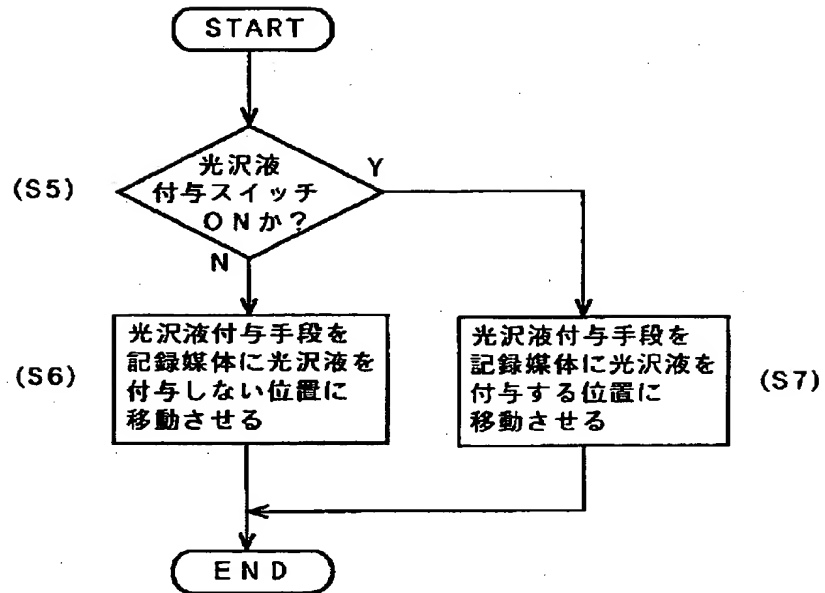 START
(S5)
光沢液
付与スイッチ
ONか?
Y
N
(S6)
光沢液付与手段を
記録媒体に光沢液を
付与しない位置に
移動させる
光沢液付与手段を
記録媒体に光沢液を
付与する位置に
移動させる
(S7)
END